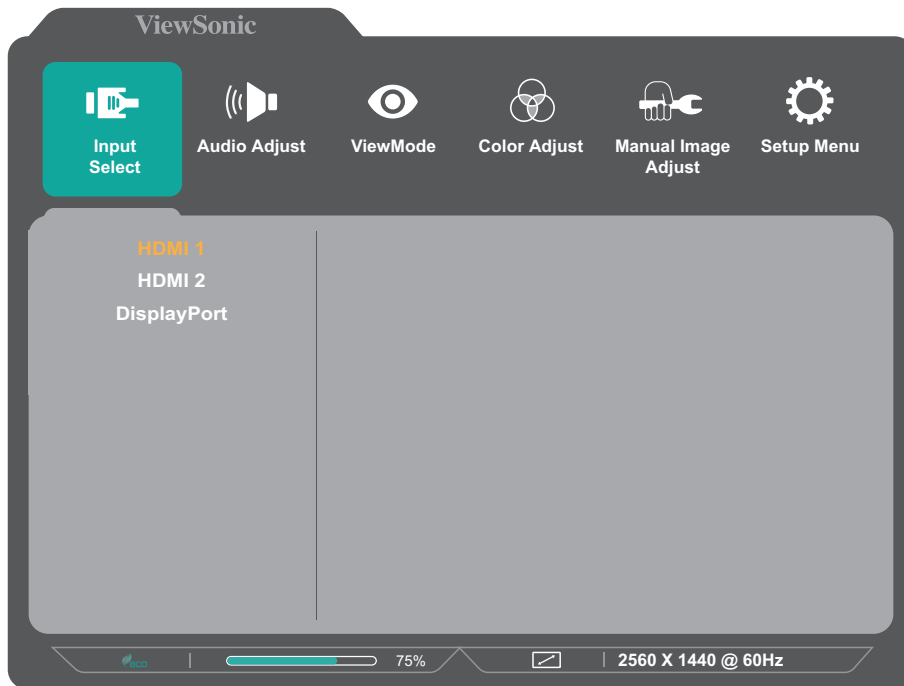 ViewSonic
Input
Select
Audio Adjust
ViewMode
Color Adjust
Manual Image
Adjust
Setup Menu
HDMI 1
HDMI 2
DisplayPort
eco
75%
2560 X 1440 @ 60Hz